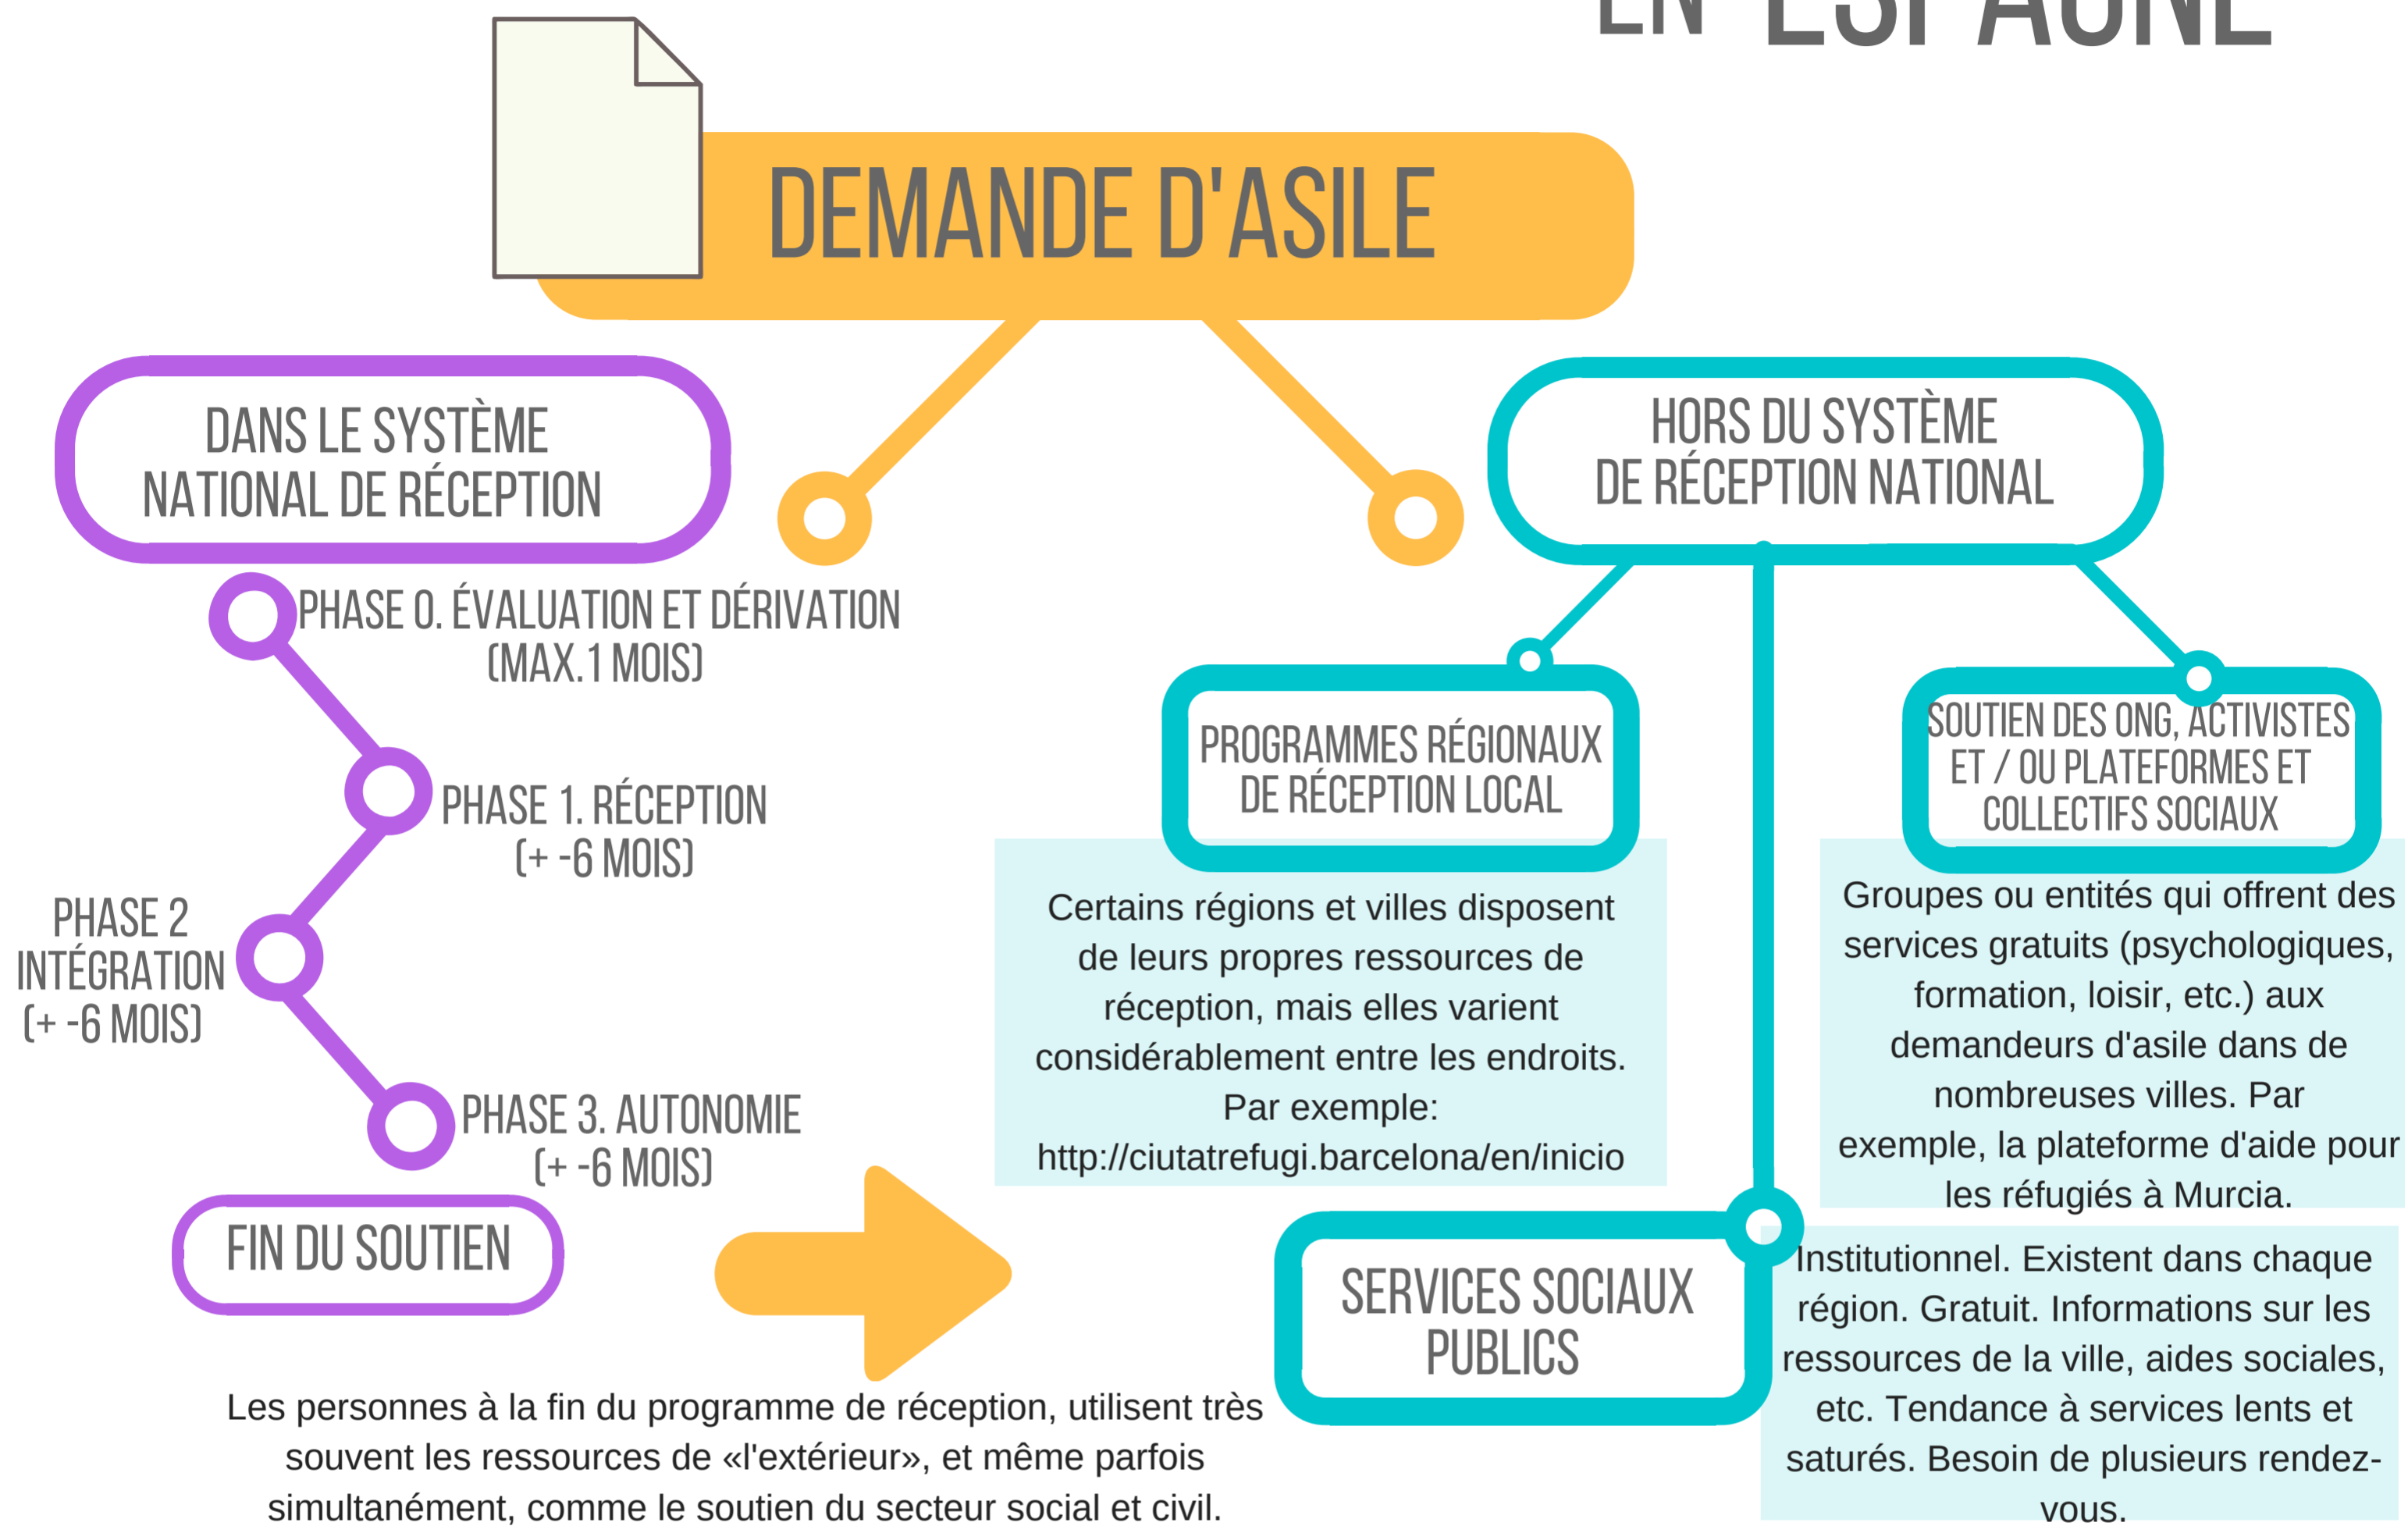 EN ESPAGNE
DEMANDE D'ASILE
DANS LE SYSTÈME
NATIONAL DE RÉCEPTION
PHASE 0. ÉVALUATION ET DÉRIVATION
(MAX.1 MOIS)
PHASE 1. RÉCEPTION
(+ -6 MOIS)
PHASE 2
INTÉGRATION
(+ -6 MOIS)
PHASE 3. AUTONOMIE
(+ -6 MOIS)
FIN DU SOUTIEN
Les personnes à la fin du programme de réception, utilisent très
souvent les ressources de «l'extérieur», et même parfois
simultanément, comme le soutien du secteur social et civil.
HORS DU SYSTÈME
DE RÉCEPTION NATIONAL
PROGRAMMES RÉGIONAUX
DE RÉCEPTION LOCAL
Certains régions et villes disposent
de leurs propres ressources de
réception, mais elles varient
considérablement entre les endroits.
Par exemple:
http://ciutatrefugi.barcelona/en/inicio
SOUTIEN DES ONG, ACTIVISTES
ET / OU PLATEFORMES ET
COLLECTIFS SOCIAUX
Groupes ou entités qui offrent des
services gratuits (psychologiques,
formation, loisir, etc.) aux
demandeurs d'asile dans de
nombreuses villes. Par
exemple, la plateforme d'aide pour
les réfugiés à Murcia.
SERVICES SOCIAUX
PUBLICS
Institutionnel. Existent dans chaque
région. Gratuit. Informations sur les
ressources de la ville, aides sociales,
etc. Tendance à services lents et
saturés. Besoin de plusieurs rendez-
vous.